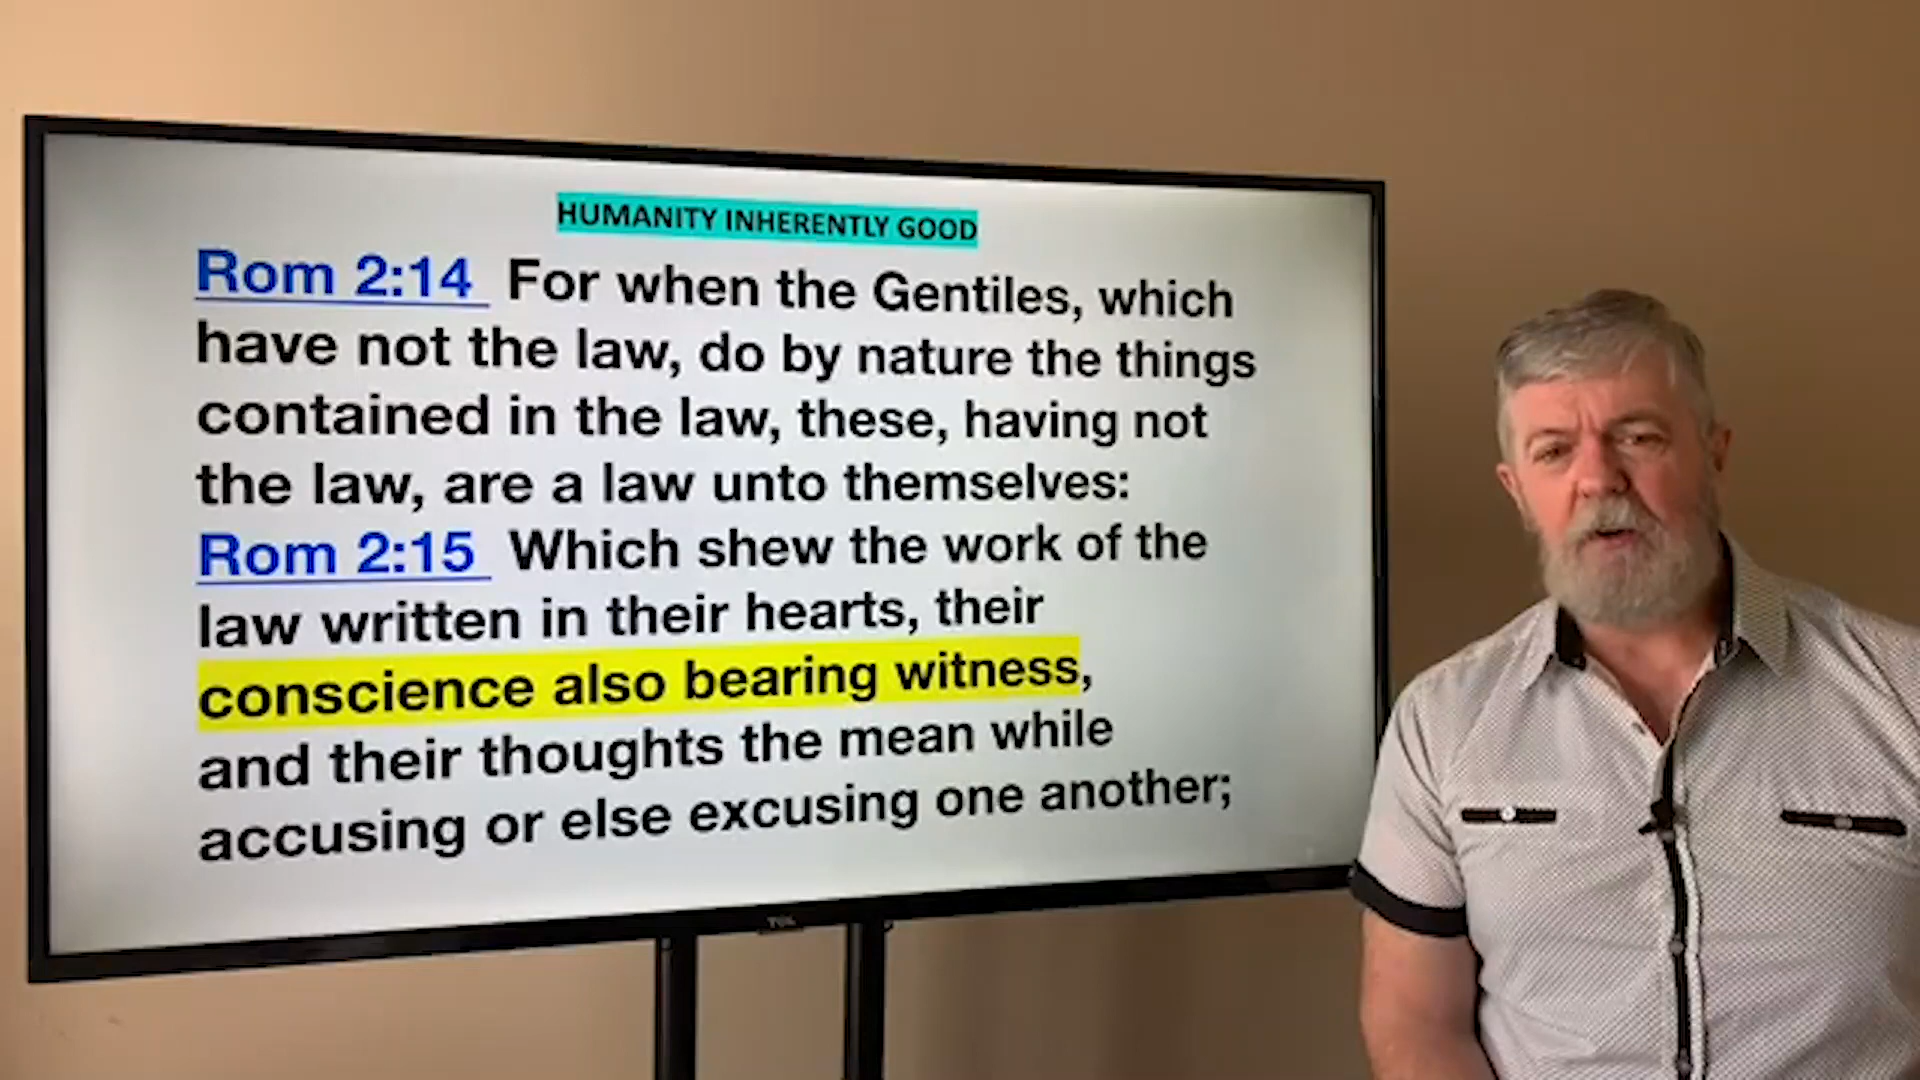 HUMANITY INHERENTLY GOOD
Rom 2:14 For when the Gentiles, which
have not the law, do by nature the things
contained in the law, these, having not
the law, are a law unto themselves:
Rom 2:15 Which shew the work of the
law written in their hearts, their
conscience also bearing witness,
and their thoughts the mean while
accusing or else excusing one another;
TCL